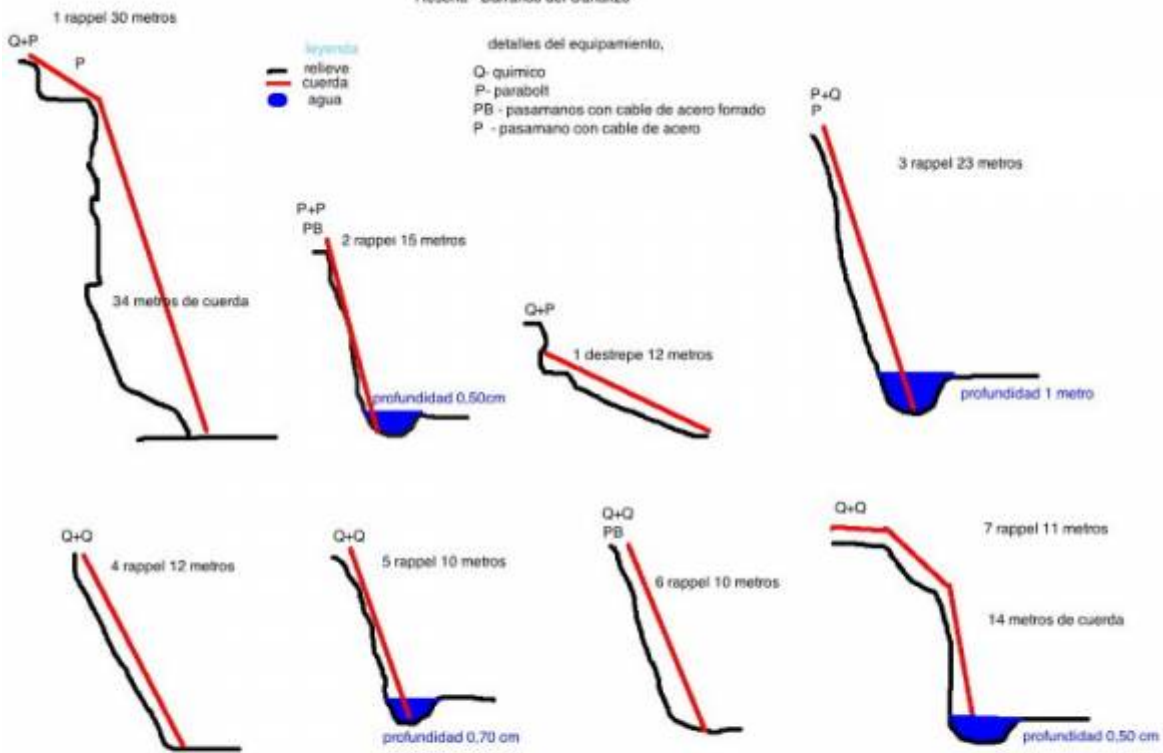 1 rappel 30 metros
Q+P
P
34 metros de cuerda
leyenda
relieve
cuerda
agua
detalles del equipamiento,
Q- quimico
P- parabolt
PB - pasamanos con cable de acero forrado
P - pasamano con cable de acero
P+P
PB
2 rappel 15 metros
profundidad 0,50cm
Q+P
1 destrepe 12 metros
P+Q
P
3 rappel 23 metros
profundidad 1 metro
Q+Q
4 rappel 12 metros
Q+Q
5 rappel 10 metros
profundidad 0,70 cm
Q+Q
PB
6 rappel 10 metros
Q+Q
7 rappel 11 metros
14 metros de cuerda
profundidad 0,50 cm